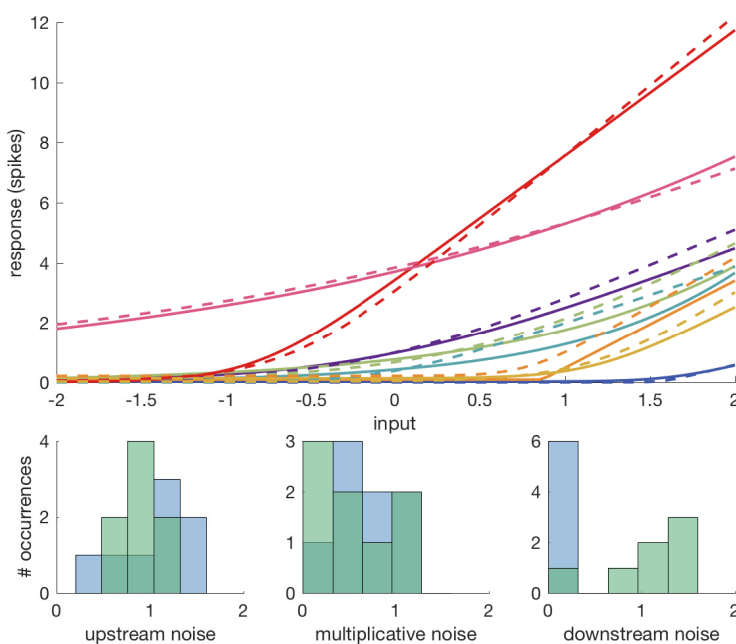 12
10
8
6
4
2
0
response (spikes)
-2 -1.5 -1 -0.5 0 0.5 1 1.5 2
input
4
2
0
# occurrences
0 1 2
upstream noise
3
2
1
0
0 1 2
multiplicative noise
6
4
2
0
0 1 2
downstream noise